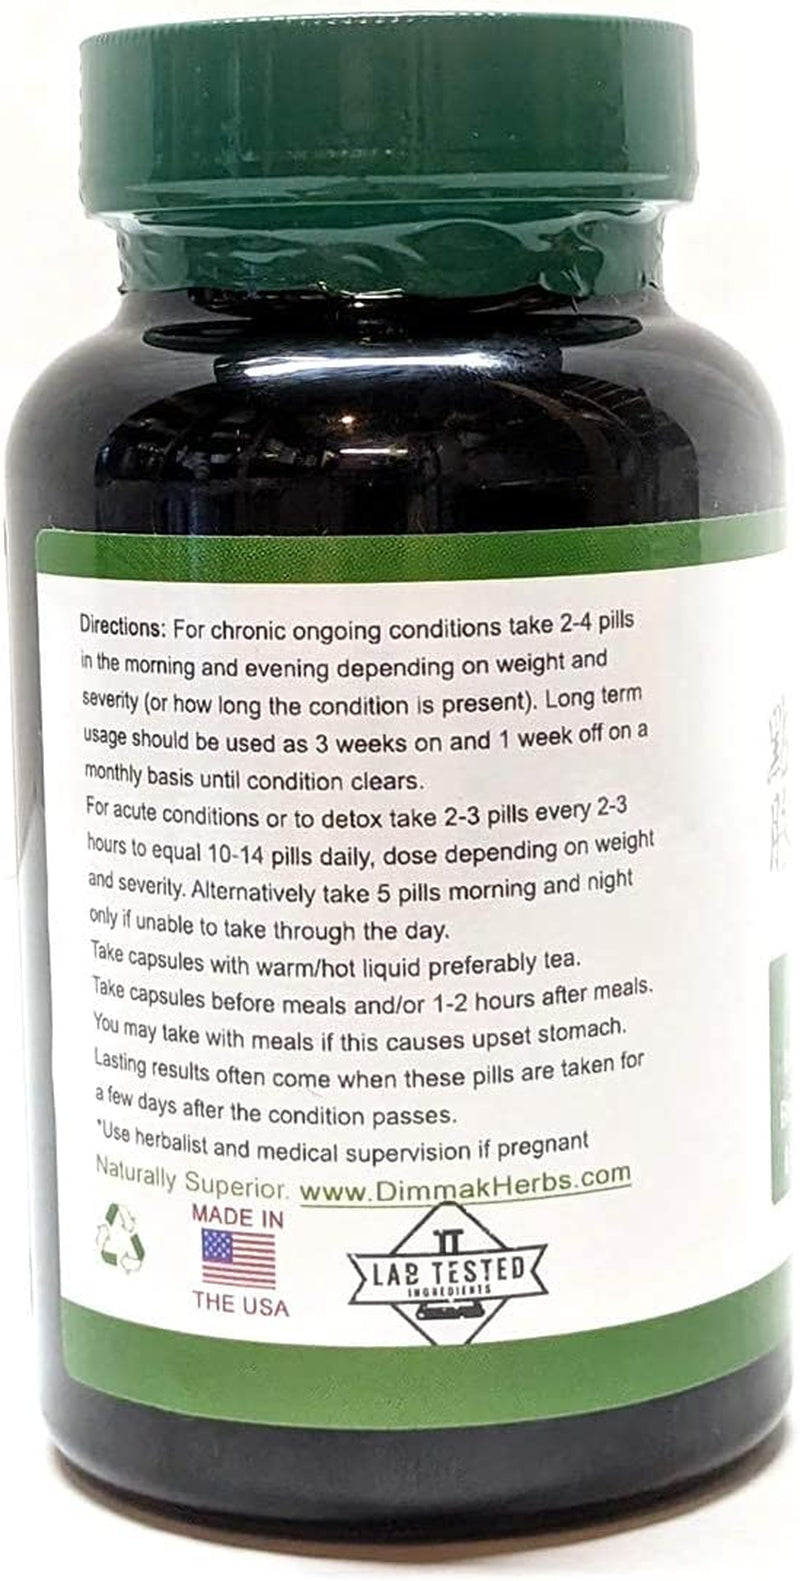 Directions: For chronic ongoing conditions take 2-4 pills
in the morning and evening depending on weight and
severity (or how long the condition is present). Long term
usage should be used as 3 weeks on and 1 week off on a
monthly basis until condition clears.
For acute conditions or to detox take 2-3 pills every 2-3
hours to equal 10-14 pills daily, dose depending on weight
and severity. Alternatively take 5 pills morning and night
only if unable to take through the day.
Take capsules with warm/hot liquid preferably tea.
Take capsules before meals and/or 1-2 hours after meals.
You may take with meals if this causes upset stomach.
Lasting results often come when these pills are taken for
a few days after the condition passes.
*Use herbalist and medical supervision if pregnant
Naturally Superior. www.DimmakHerbs.com
MADE IN
THE USA
LAB TESTED
INGREDIENTS